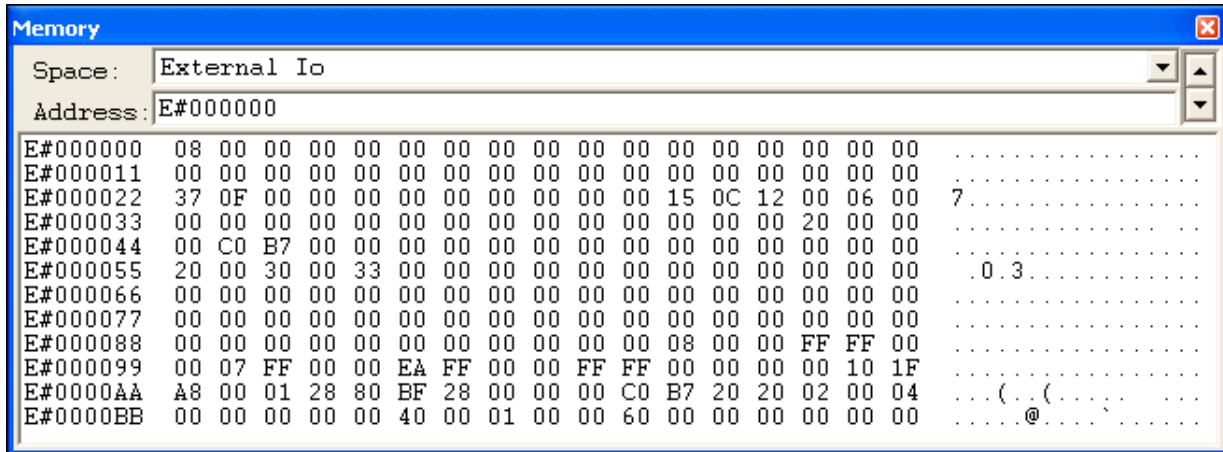 Memory
Space: External Io
Address: E#000000
E#000000 08 00 00 00 00 00 00 00 00 00 00 00 00 00 00 00 00 .................
E#000011 00 00 00 00 00 00 00 00 00 00 00 00 00 00 00 00 00 .................
E#000022 37 0F 00 00 00 00 00 00 00 00 00 15 0C 12 00 06 00 7................
E#000033 00 00 00 00 00 00 00 00 00 00 00 00 00 00 20 00 00 .............. ..
E#000044 00 C0 B7 00 00 00 00 00 00 00 00 00 00 00 00 00 00 .................
E#000055 20 00 30 00 33 00 00 00 00 00 00 00 00 00 00 00 00  .0.3............
E#000066 00 00 00 00 00 00 00 00 00 00 00 00 00 00 00 00 00 .................
E#000077 00 00 00 00 00 00 00 00 00 00 00 00 00 00 00 00 00 .................
E#000088 00 00 00 00 00 00 00 00 00 00 00 08 00 00 FF FF 00 .................
E#000099 00 07 FF 00 00 EA FF 00 00 FF FF 00 00 00 00 10 1F .................
E#0000AA A8 00 01 28 80 BF 28 00 00 00 C0 B7 20 20 02 00 04 ...(..(.....  ...
E#0000BB 00 00 00 00 00 40 00 01 00 00 60 00 00 00 00 00 00 .....@....`......